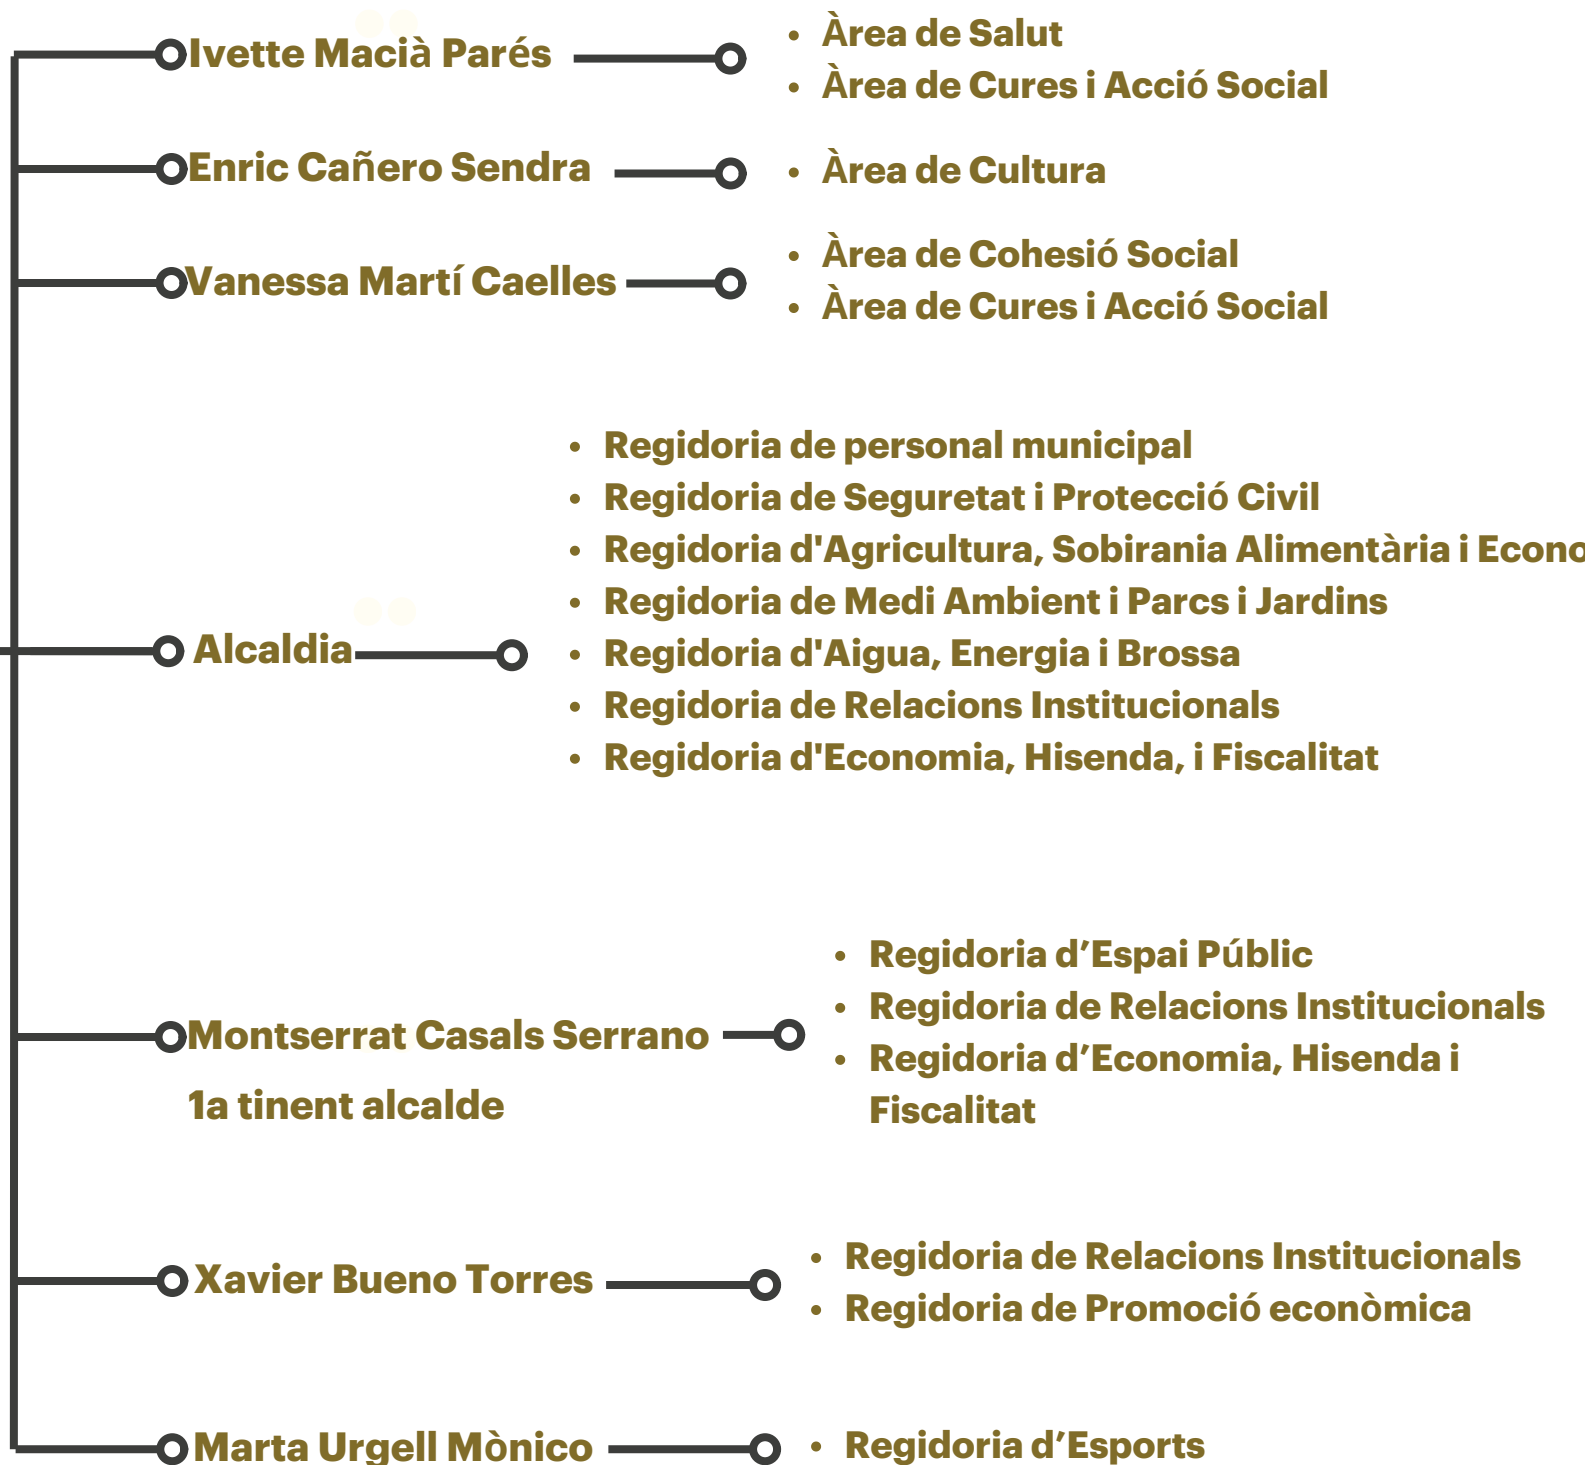 Ivette Macià Parés
• Àrea de Salut
• Àrea de Cures i Acció Social
Enric Cañero Sendra
• Àrea de Cultura
Vanessa Martí Caelles
• Àrea de Cohesió Social
• Àrea de Cures i Acció Social
Alcaldia
• Regidoria de personal municipal
• Regidoria de Seguretat i Protecció Civil
• Regidoria d'Agricultura, Sobirania Alimentària i Econo
• Regidoria de Medi Ambient i Parcs i Jardins
• Regidoria d'Aigua, Energia i Brossa
• Regidoria de Relacions Institucionals
• Regidoria d'Economia, Hisenda, i Fiscalitat
Montserrat Casals Serrano
1a tinent alcalde
• Regidoria d’Espai Públic
• Regidoria de Relacions Institucionals
• Regidoria d’Economia, Hisenda i
Fiscalitat
Xavier Bueno Torres
• Regidoria de Relacions Institucionals
• Regidoria de Promoció econòmica
Marta Urgell Mònico
• Regidoria d’Esports